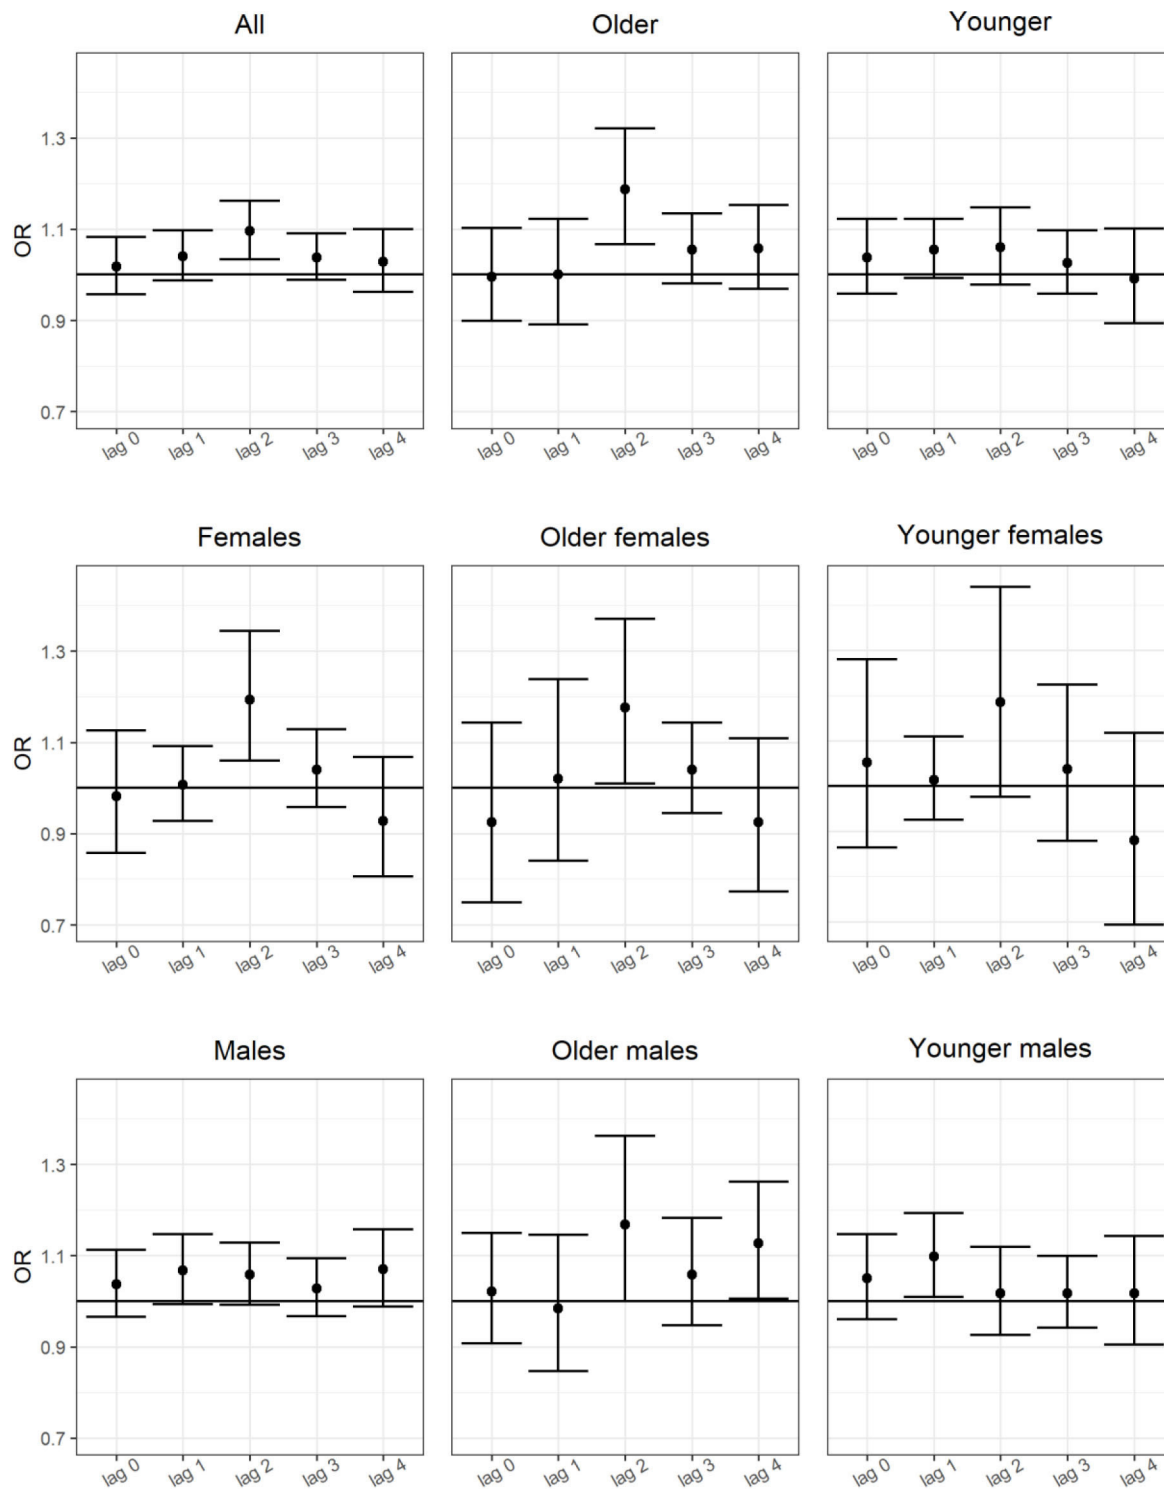 All Older Younger
OR
1.3
1.1
0.9
0.7
lag 0 lag 1 lag 2 lag 3 lag 4 lag 0 lag 1 lag 2 lag 3 lag 4 lag 0 lag 1 lag 2 lag 3 lag 4
Females Older females Younger females
OR
1.3
1.1
0.9
0.7
lag 0 lag 1 lag 2 lag 3 lag 4 lag 0 lag 1 lag 2 lag 3 lag 4 lag 0 lag 1 lag 2 lag 3 lag 4
Males Older males Younger males
OR
1.3
1.1
0.9
0.7
lag 0 lag 1 lag 2 lag 3 lag 4 lag 0 lag 1 lag 2 lag 3 lag 4 lag 0 lag 1 lag 2 lag 3 lag 4